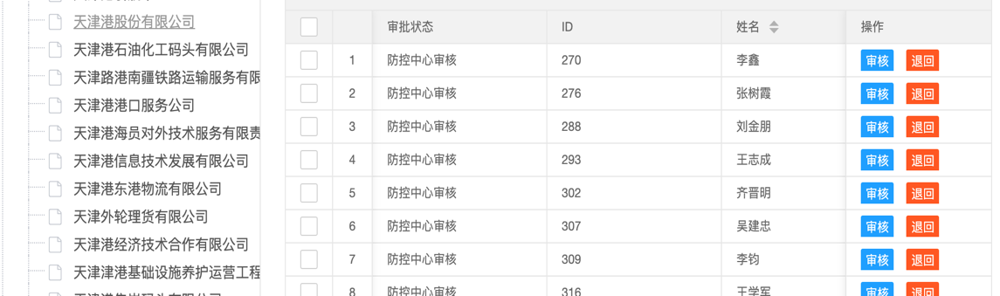 天津港股份有限公司
天津港石油化工码头有限公司
天津路港南疆铁路运输服务有限
天津港港口服务公司
天津港海员对外技术服务有限责
天津港信息技术发展有限公司
天津港东港物流有限公司
天津外轮理货有限公司
天津港经济技术合作有限公司
天津津港基础设施养护运营工程
审批状态 ID 姓名 操作
1 防控中心审核 270 李鑫 审核 退回
2 防控中心审核 276 张树霞 审核 退回
3 防控中心审核 288 刘金朋 审核 退回
4 防控中心审核 293 王志成 审核 退回
5 防控中心审核 302 齐晋明 审核 退回
6 防控中心审核 307 吴建忠 审核 退回
7 防控中心审核 309 李钧 审核 退回
8 防控中心审核 316 王学军 审核 退回